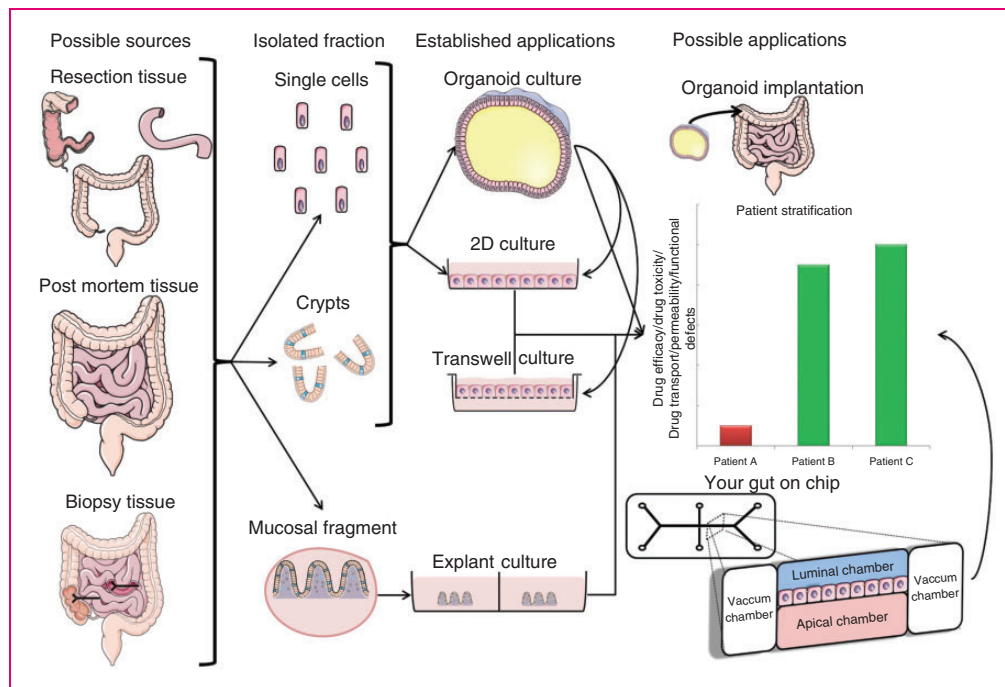 Possible sources
Resection tissue
Post mortem tissue
Biopsy tissue
Isolated fraction
Single cells
Crypts
Mucosal fragment
Established applications
Organoid culture
2D culture
Transwell culture
Explant culture
Possible applications
Organoid implantation
Patient stratification
Drug efficacy/drug toxicity/
Drug transport/permeability/functional
defects
Patient A
Patient B
Patient C
Your gut on chip
Vaccum
chamber
Luminal chamber
Apical chamber
Vaccum
chamber